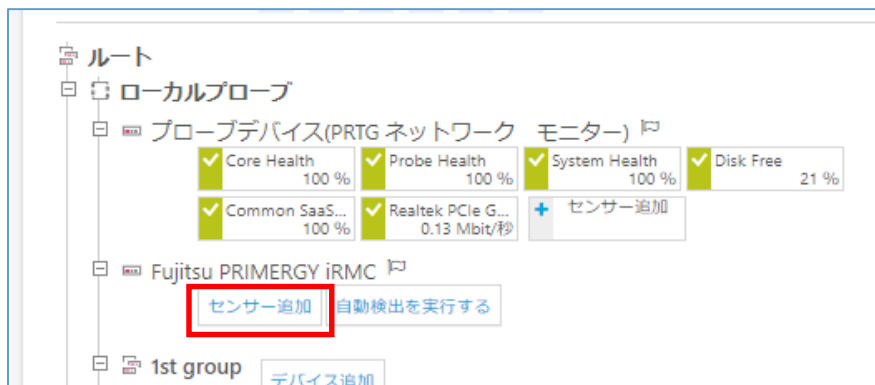 ルート
ローカルプローブ
プローブデバイス(PRTG ネットワーク　モニター)
Core Health
100 %
Probe Health
100 %
System Health
100 %
Disk Free
21 %
Common SaaS...
100 %
Realtek PCIe G...
0.13 Mbit/秒
センサー追加
Fujitsu PRIMERGY iRMC
センサー追加
自動検出を実行する
1st group
デバイス追加